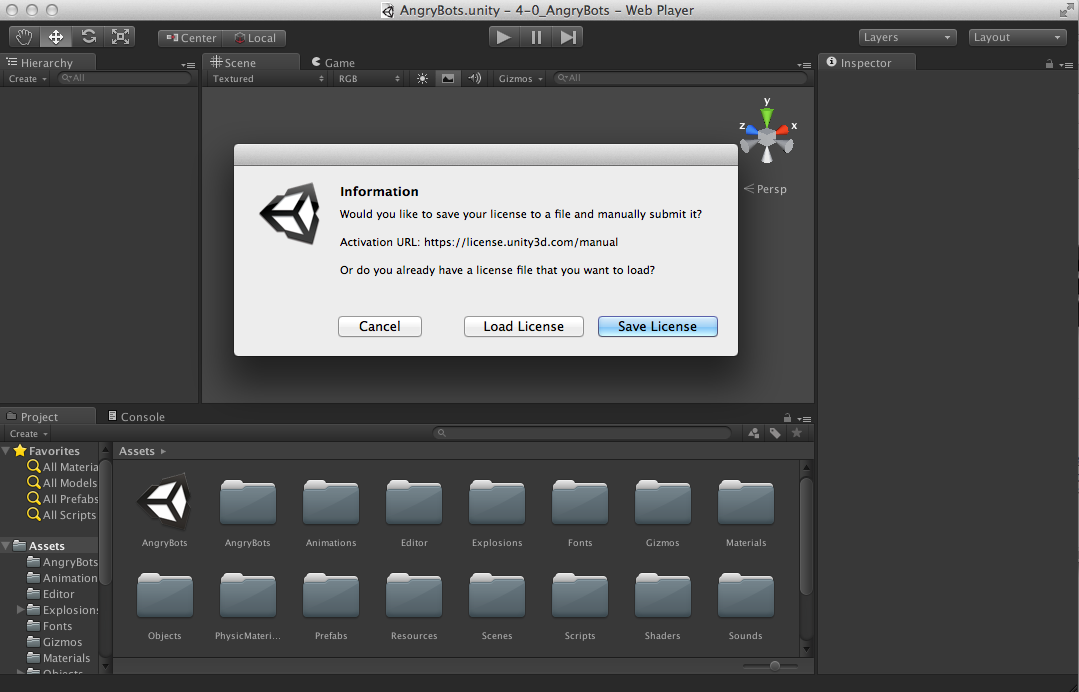 AngryBots.unity – 4-0_AngryBots – Web Player
Center Local Layers Layout
Hierarchy
Create All
Scene Game
Textured RGB Gizmos All
Inspector
y
z x
Persp
Information
Would you like to save your license to a file and manually submit it?
Activation URL: https://license.unity3d.com/manual
Or do you already have a license file that you want to load?
Cancel Load License Save License
Project Console
Create
Favorites
All Materia
All Models
All Prefabs
All Scripts
Assets
AngryBots
Animation
Editor
Explosions
Fonts
Gizmos
Materials
Objects
Assets
AngryBots AngryBots Animations Editor Explosions Fonts Gizmos Materials
Objects PhysicMateri... Prefabs Resources Scenes Scripts Shaders Sounds